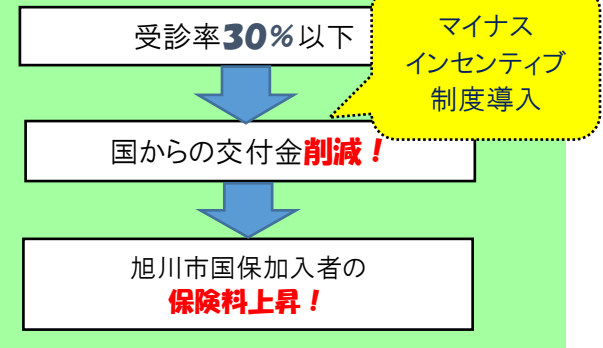 受診率30%以下
マイナス
インセンティブ
制度導入
国からの交付金削減！
旭川市国保加入者の
保険料上昇！